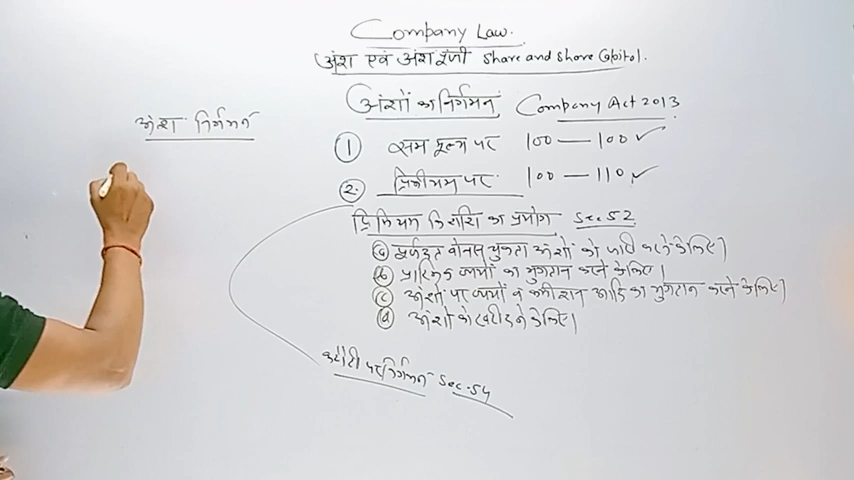 Company Law.
अंश एवं अंश पूंजी Share and Share Capital.
अंशों का निर्गमन Company Act 2013
अंश निर्गमन
① सम मूल्य पर 100 — 100 ✓
②. प्रिमीयम पर 100 — 110 ✓
प्रिमियम कि राशि का प्रयोग Sec 52
ⓐ पूर्णदत्त बोनस युक्त अंशों को जारि करने के लिए।
ⓑ प्रारंभिक व्ययों का भुगतान करने के लिए।
ⓒ अंशों पर व्ययों व कमीशन आदि का भुगतान करने के लिए।
ⓓ अंशों को खरीदने के लिए।
कटोती पर निर्गमन Sec-54